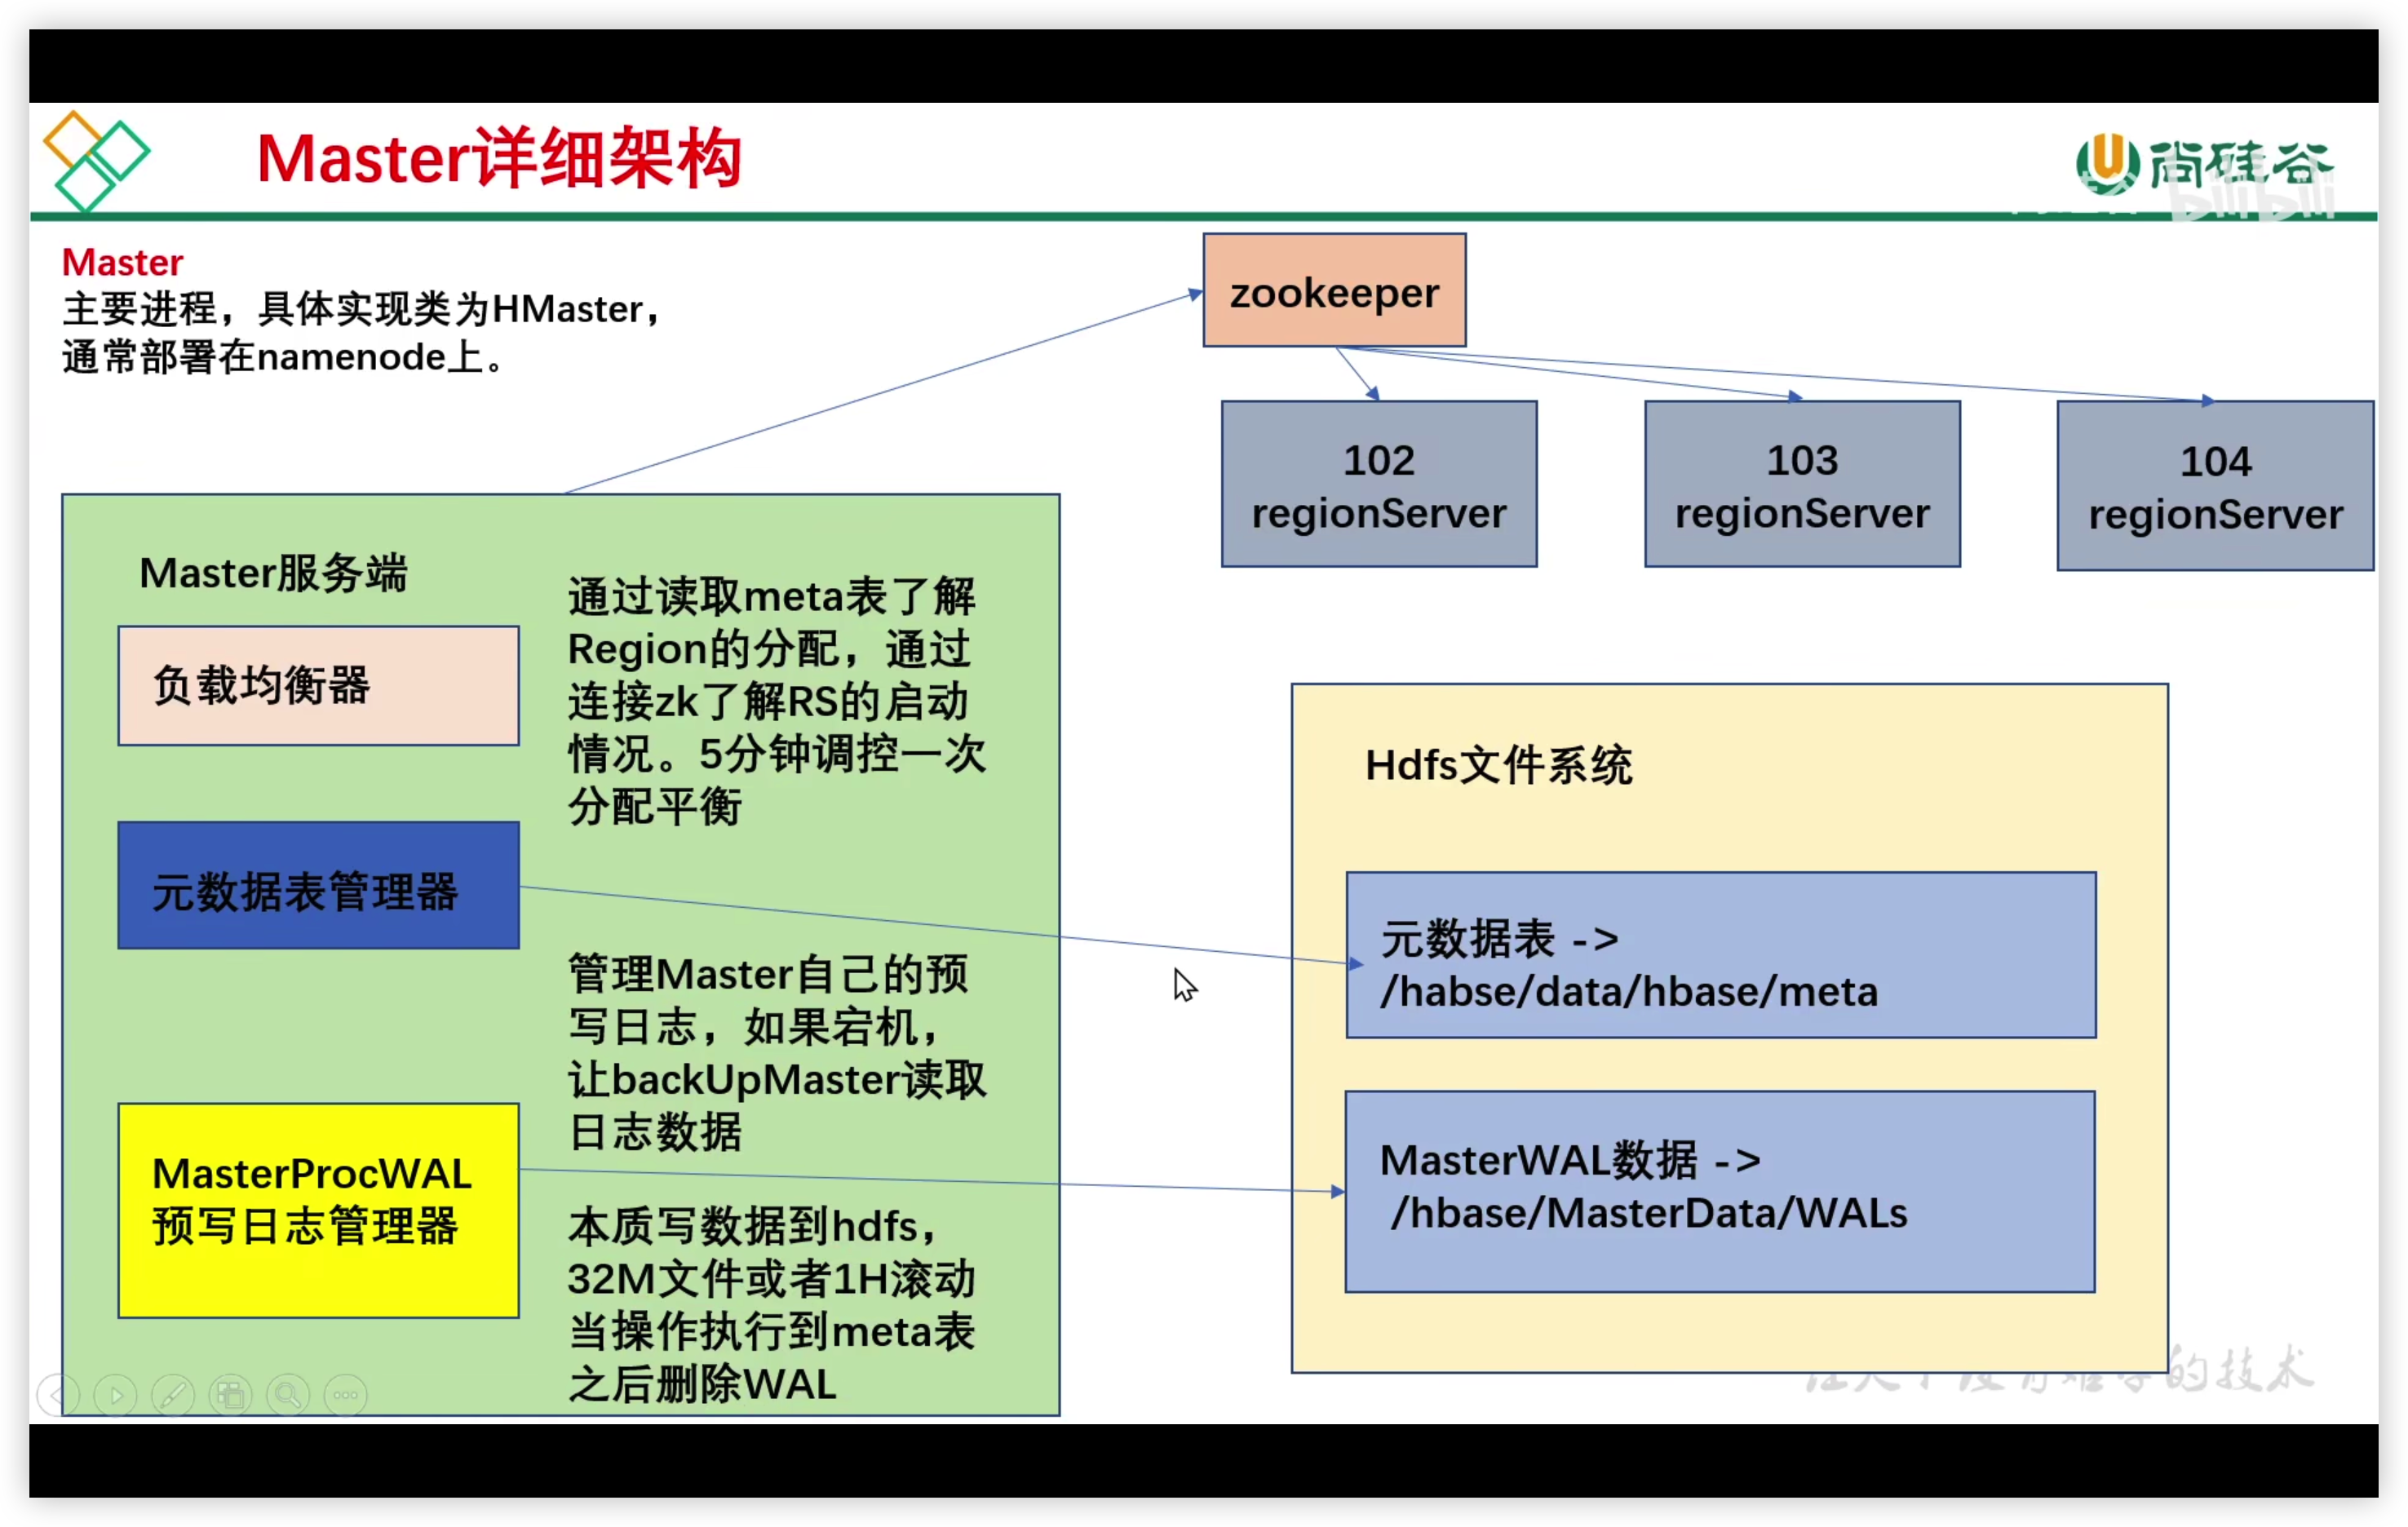 Master详细架构
尚硅谷
bilibili
Master
主要进程，具体实现类为HMaster，
通常部署在namenode上。
zookeeper
102
regionServer
103
regionServer
104
regionServer
Master服务端
负载均衡器
通过读取meta表了解
Region的分配，通过
连接zk了解RS的启动
情况。5分钟调控一次
分配平衡
元数据表管理器
管理Master自己的预
写日志，如果宕机，
让backUpMaster读取
日志数据
MasterProcWAL
预写日志管理器
本质写数据到hdfs，
32M文件或者1H滚动
当操作执行到meta表
之后删除WAL
Hdfs文件系统
元数据表 ->
/habse/data/hbase/meta
MasterWAL数据 ->
/hbase/MasterData/WALs
的技术